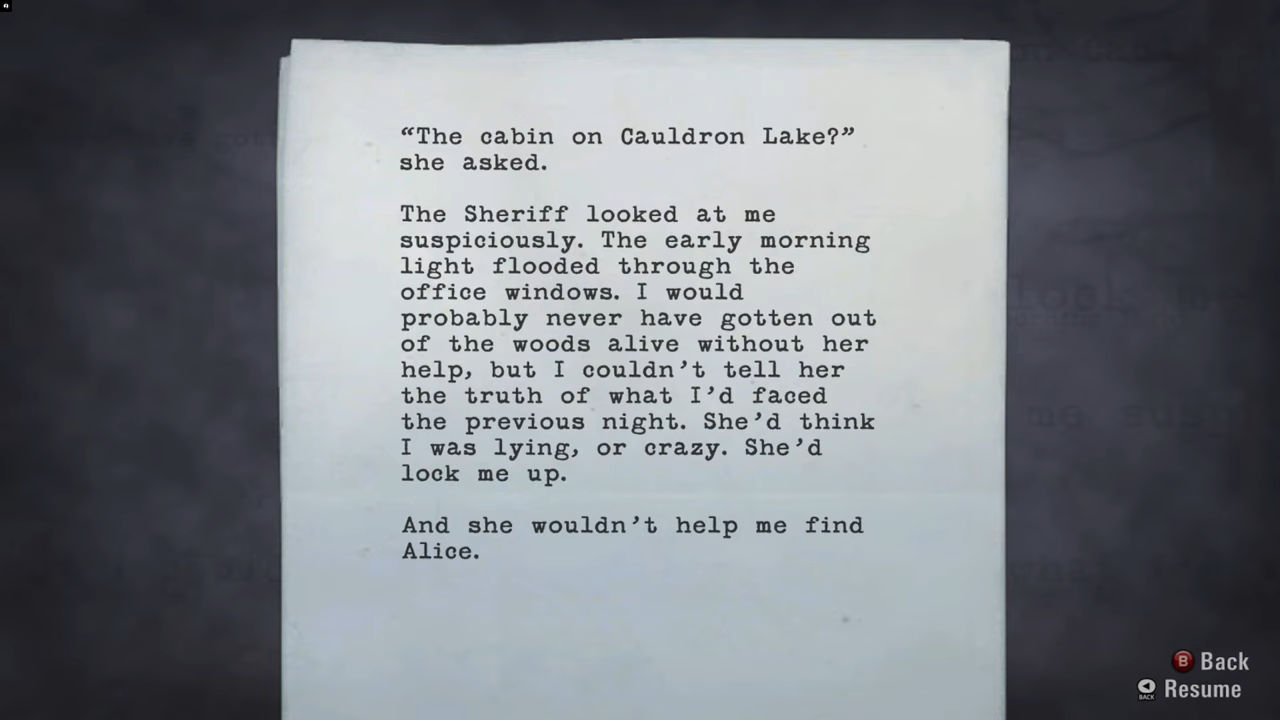 “The cabin on Cauldron Lake?”
she asked.
The Sheriff looked at me
suspiciously. The early morning
light flooded through the
office windows. I would
probably never have gotten out
of the woods alive without her
help, but I couldn’t tell her
the truth of what I’d faced
the previous night. She’d think
I was lying, or crazy. She’d
lock me up.
And she wouldn’t help me find
Alice.
B Back
BACK Resume